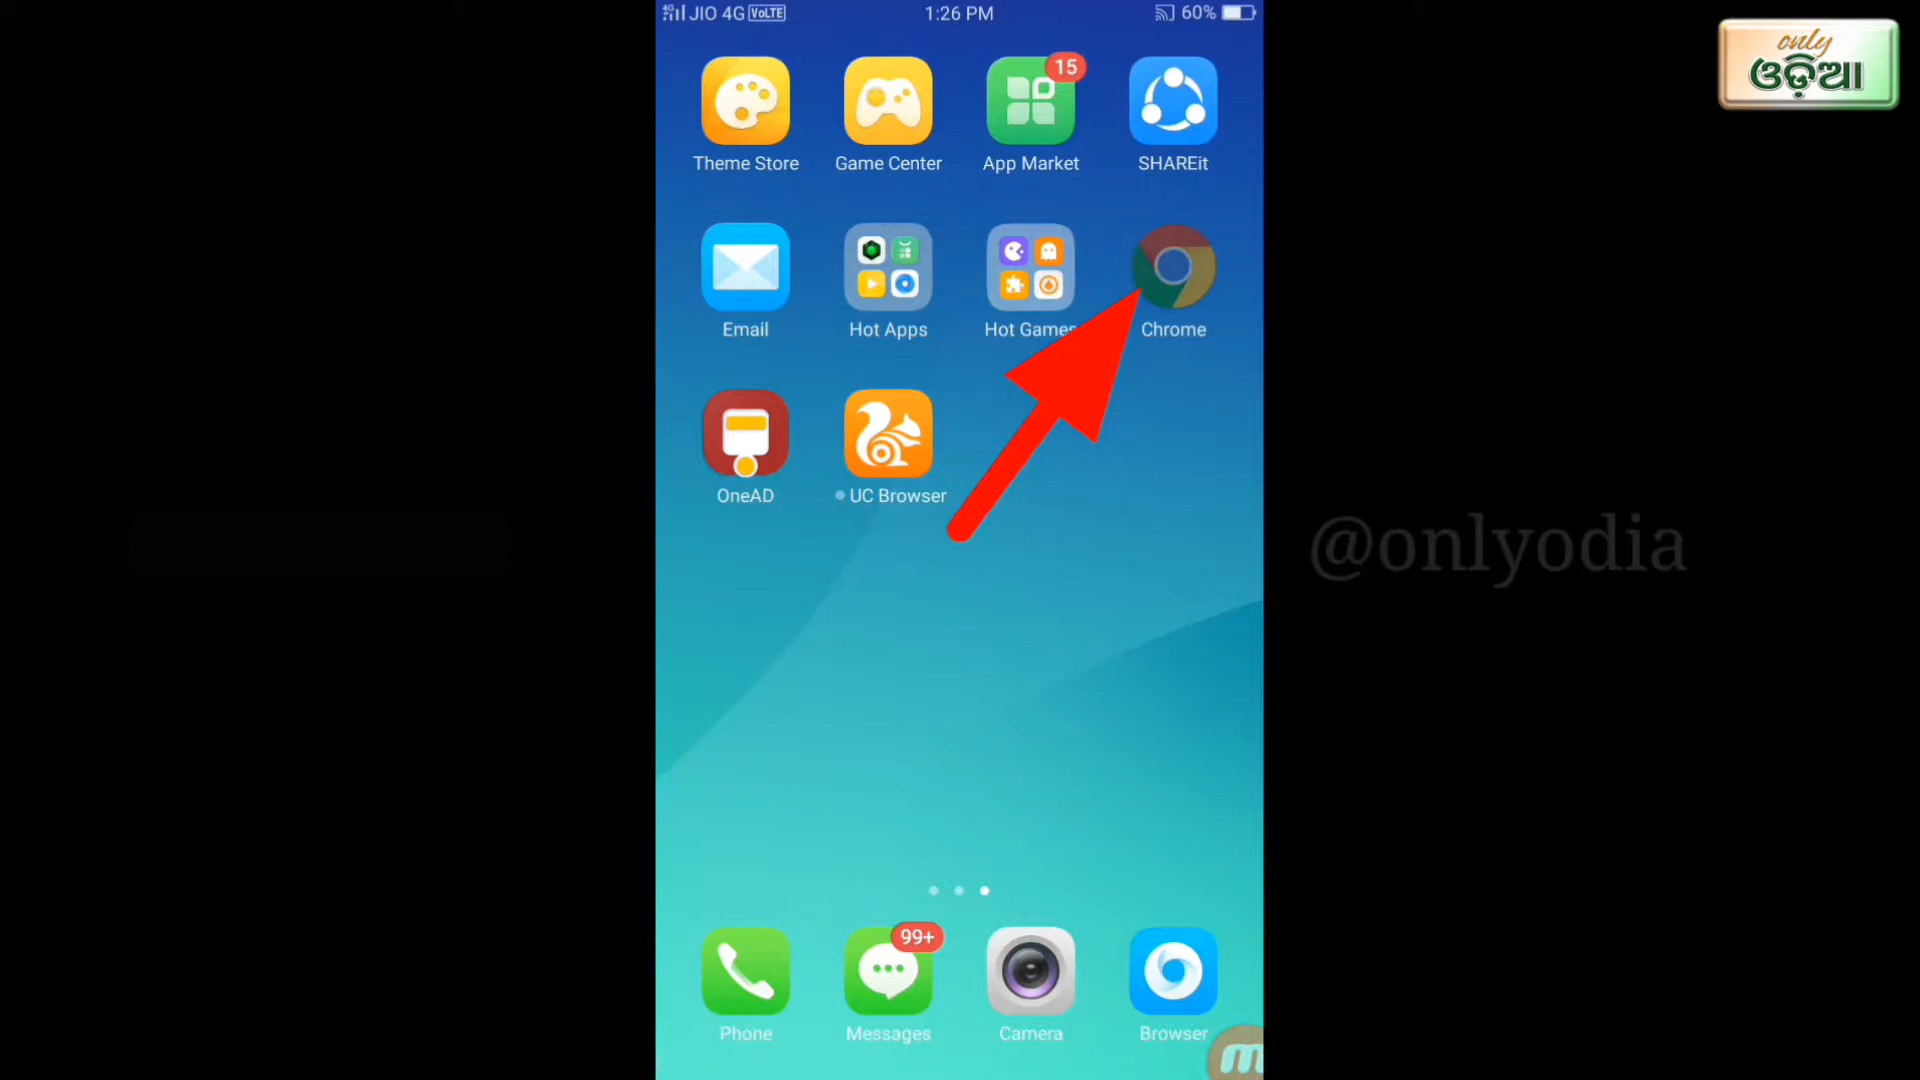 4G JIO 4G VoLTE 1:26 PM 60%
only
ଓଡ଼ିଆ
15
Theme Store Game Center App Market SHAREit
Email Hot Apps Hot Games Chrome
OneAD UC Browser
@onlyodia
99+
Phone Messages Camera Browser
m